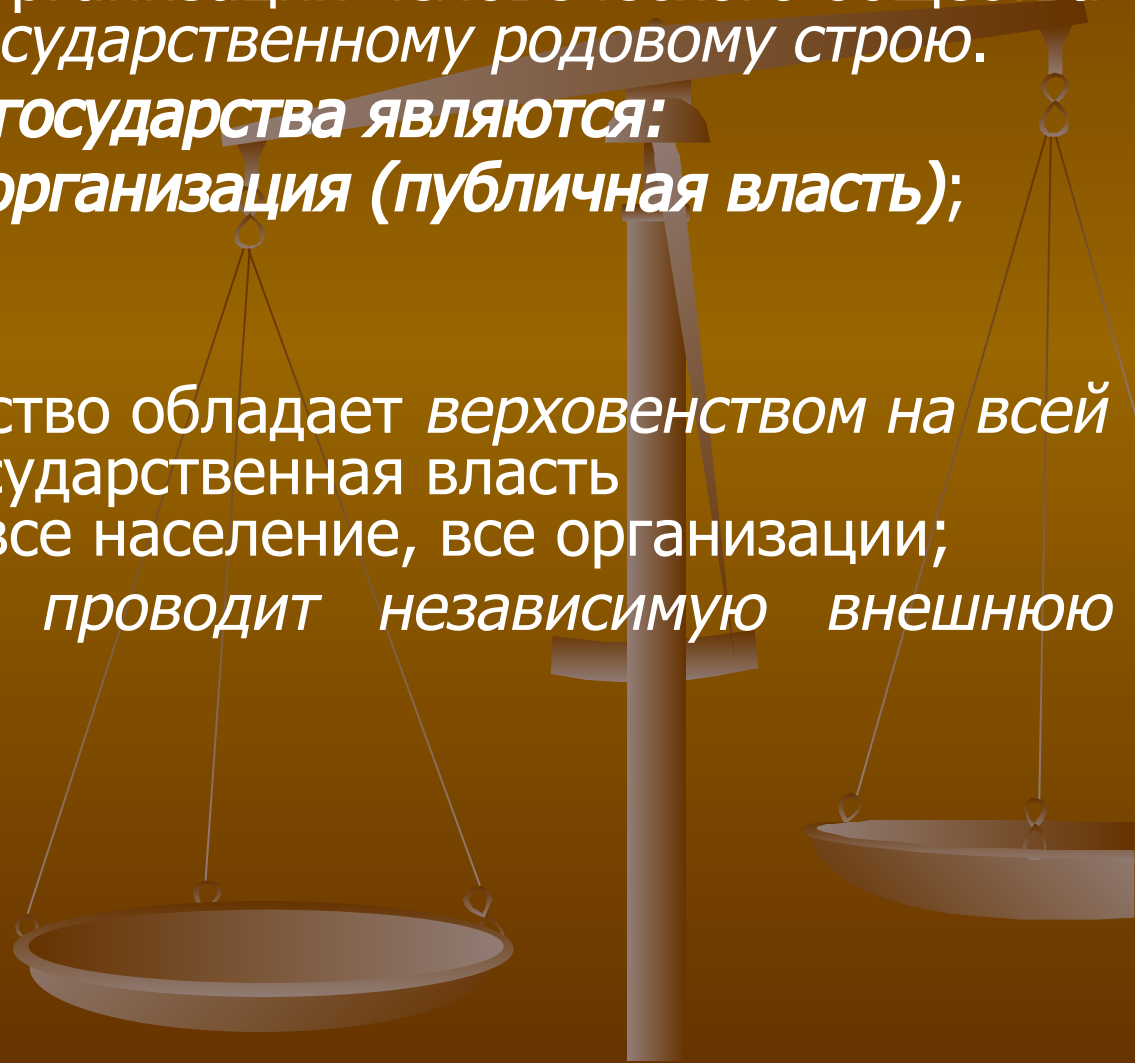 сударственному родовому строю.
государства являются:
организация (публичная власть);
ство обладает верховенством на всей
сударственная власть
все население, все организации;
проводит независимую внешнюю